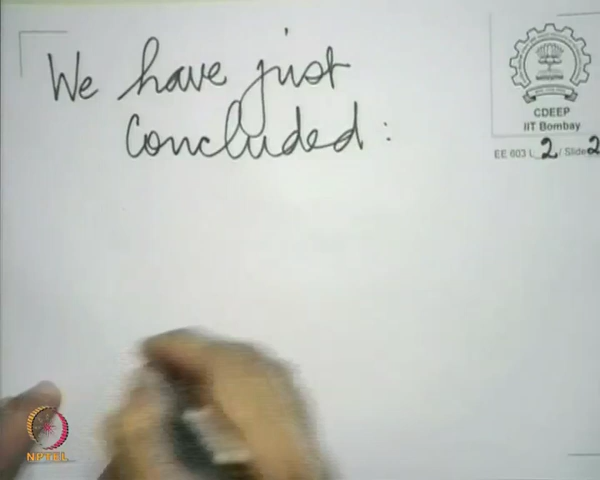 We have just
concluded:
CDEEP
IIT Bombay
EE 603 L 2 / Slide 2
NPTEL